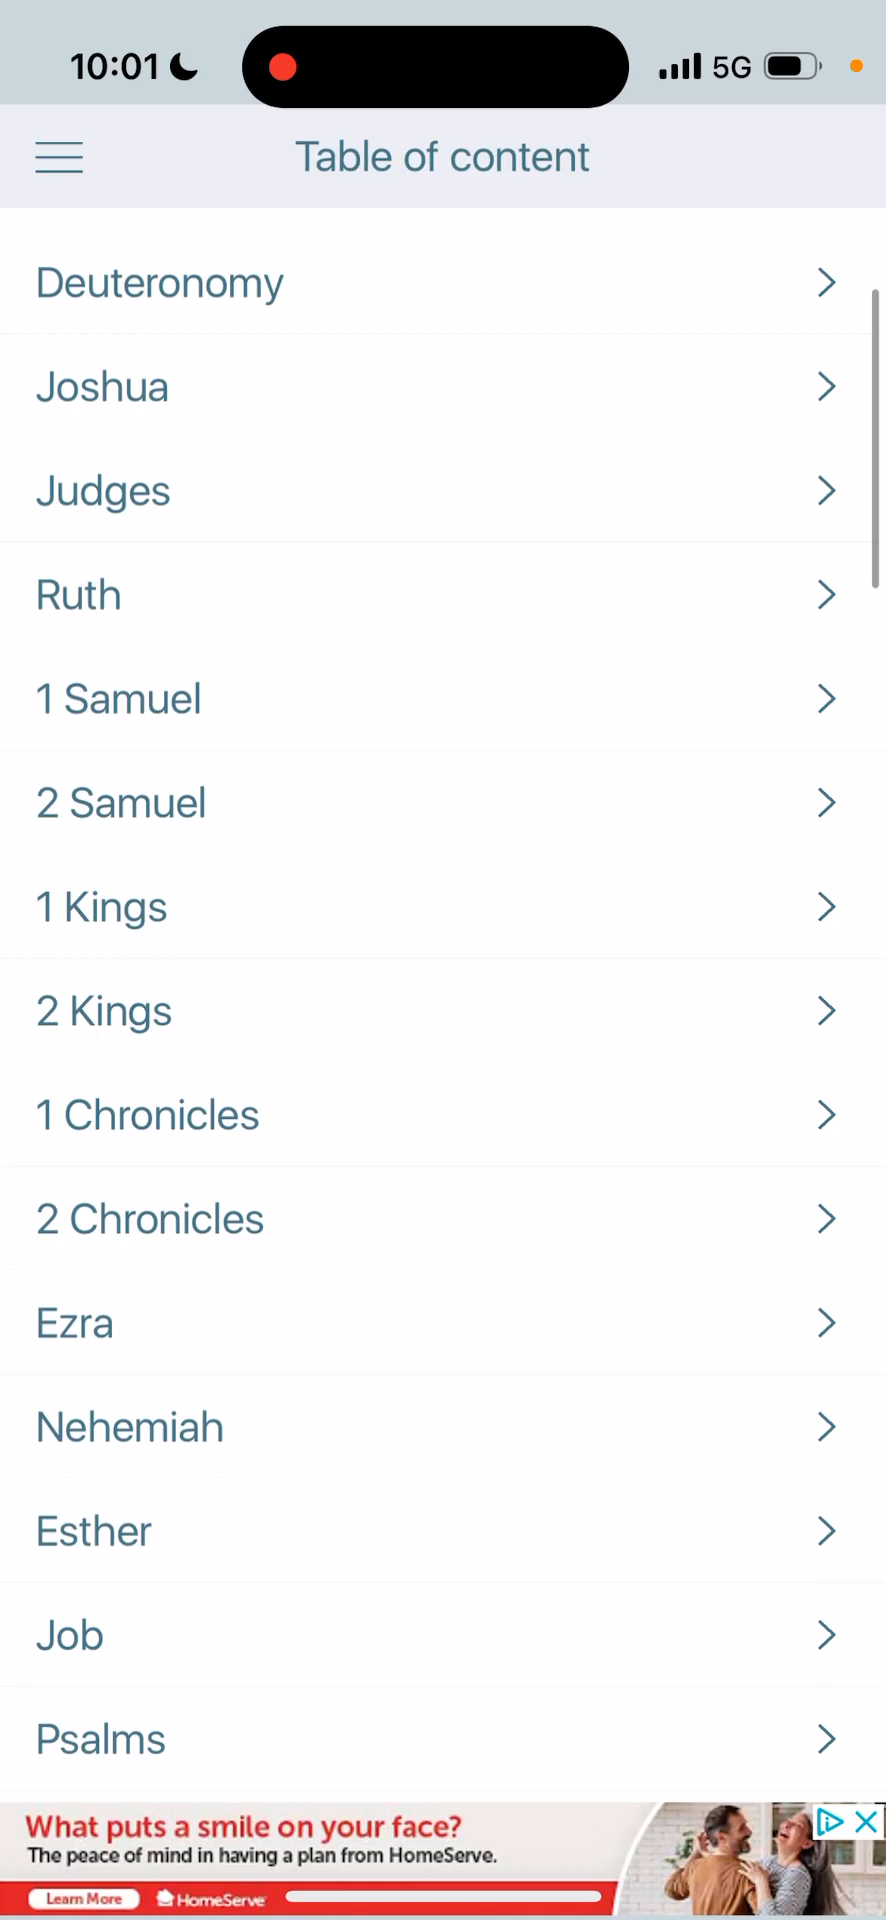 10:01
5G
Table of content
Deuteronomy
Joshua
Judges
Ruth
1 Samuel
2 Samuel
1 Kings
2 Kings
1 Chronicles
2 Chronicles
Ezra
Nehemiah
Esther
Job
Psalms
What puts a smile on your face?
The peace of mind in having a plan from HomeServe.
Learn More
HomeServe